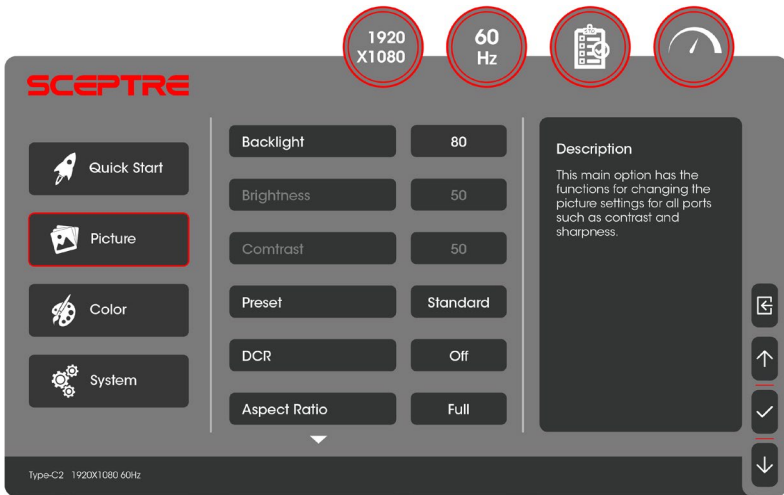 1920
X1080
60
Hz
SCEPTRE
Quick Start
Picture
Color
System
Backlight 80
Brightness 50
Comtrast 50
Preset Standard
DCR Off
Aspect Ratio Full
Description
This main option has the
functions for changing the
picture settings for all ports
such as contrast and
sharpness.
Type-C2 1920X1080 60Hz